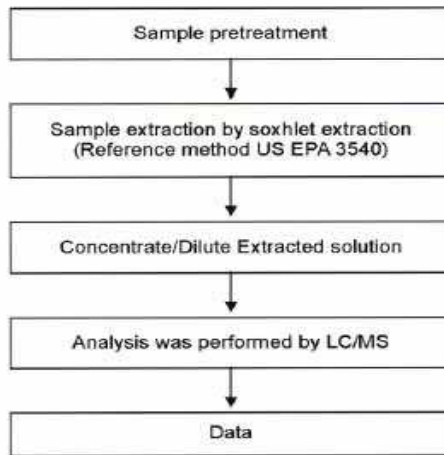 Sample pretreatment
Sample extraction by soxhlet extraction
(Reference method US EPA 3540)
Concentrate/Dilute Extracted solution
Analysis was performed by LC/MS
Data